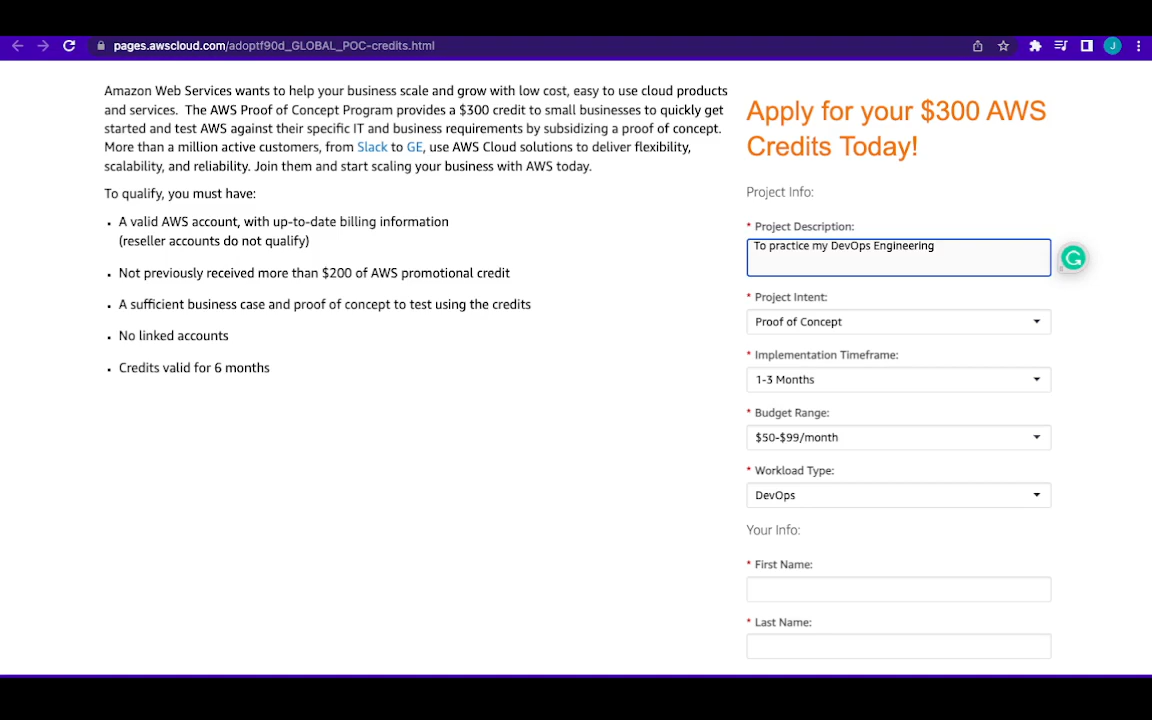 pages.awscloud.com/adoptf90d_GLOBAL_POC-credits.html
J
Amazon Web Services wants to help your business scale and grow with low cost, easy to use cloud products
and services. The AWS Proof of Concept Program provides a $300 credit to small businesses to quickly get
started and test AWS against their specific IT and business requirements by subsidizing a proof of concept.
More than a million active customers, from Slack to GE, use AWS Cloud solutions to deliver flexibility,
scalability, and reliability. Join them and start scaling your business with AWS today.
To qualify, you must have:
• A valid AWS account, with up-to-date billing information
(reseller accounts do not qualify)
• Not previously received more than $200 of AWS promotional credit
• A sufficient business case and proof of concept to test using the credits
• No linked accounts
• Credits valid for 6 months
Apply for your $300 AWS
Credits Today!
Project Info:
* Project Description:
To practice my DevOps Engineering
* Project Intent:
Proof of Concept
* Implementation Timeframe:
1-3 Months
* Budget Range:
$50-$99/month
* Workload Type:
DevOps
Your Info:
* First Name:
* Last Name: